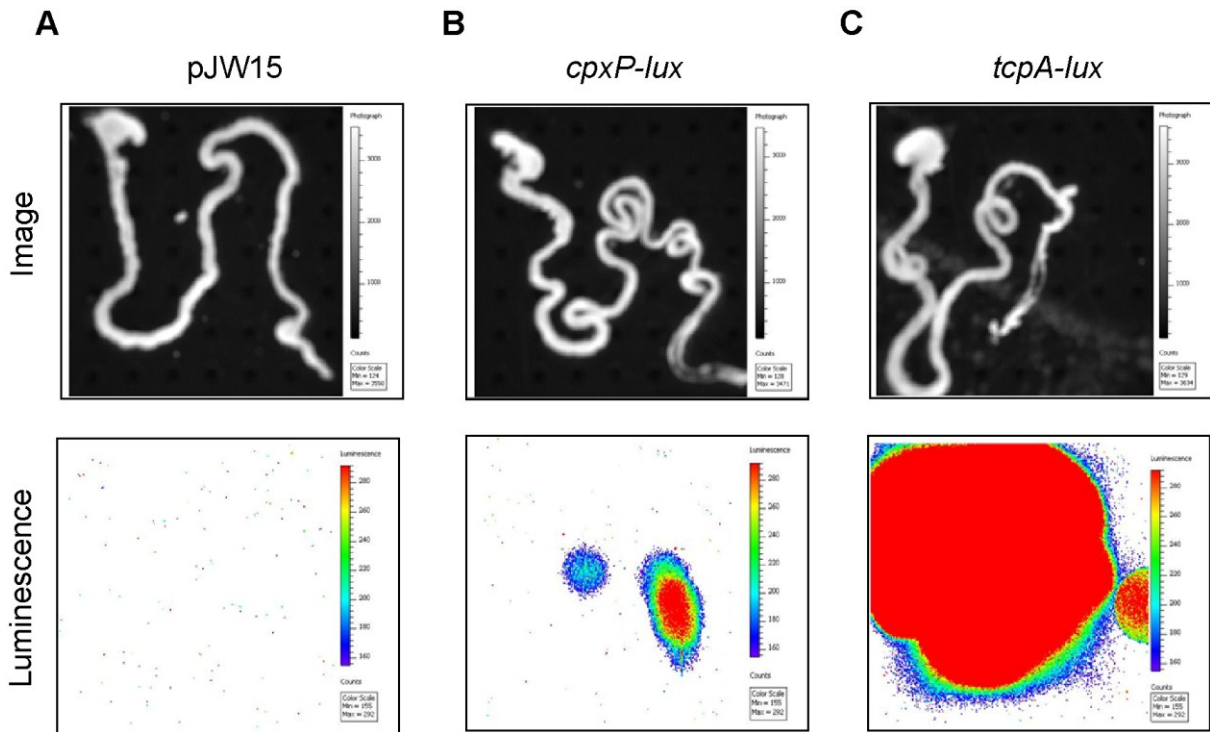 A
B
C
pJW15
cpxP-lux
tcpA-lux
Image
Photograph
3000
2000
1000
Counts
Color Scale
Min = 124
Max = 3550
Photograph
3000
2000
1000
Counts
Color Scale
Min = 128
Max = 3471
Photograph
3000
2000
1000
Counts
Color Scale
Min = 129
Max = 3634
Luminescence
Luminescence
280
260
240
220
200
180
160
Counts
Color Scale
Min = 155
Max = 292
Luminescence
280
260
240
220
200
180
160
Counts
Color Scale
Min = 155
Max = 292
Luminescence
280
260
240
220
200
180
160
Counts
Color Scale
Min = 155
Max = 292